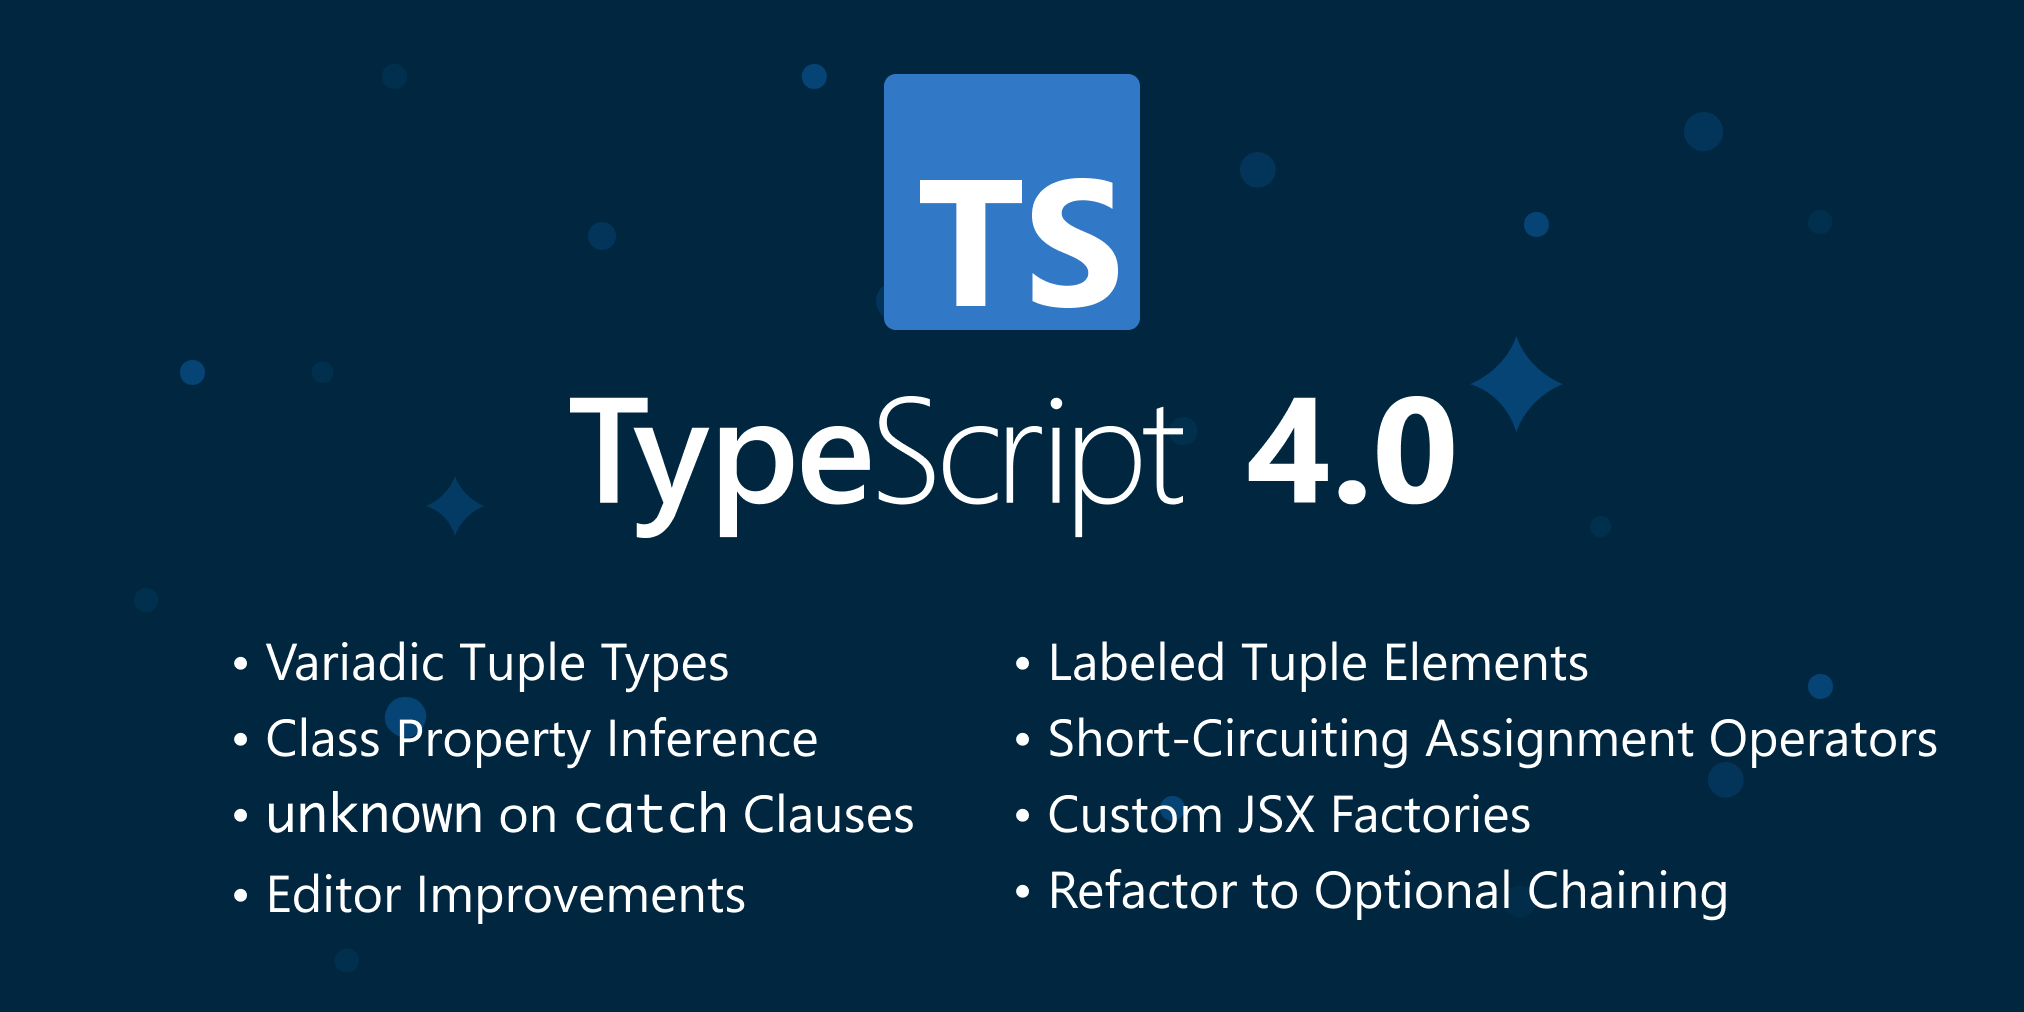 TS
TypeScript 4.0
• Variadic Tuple Types
• Class Property Inference
• unknown on catch Clauses
• Editor Improvements
• Labeled Tuple Elements
• Short-Circuiting Assignment Operators
• Custom JSX Factories
• Refactor to Optional Chaining